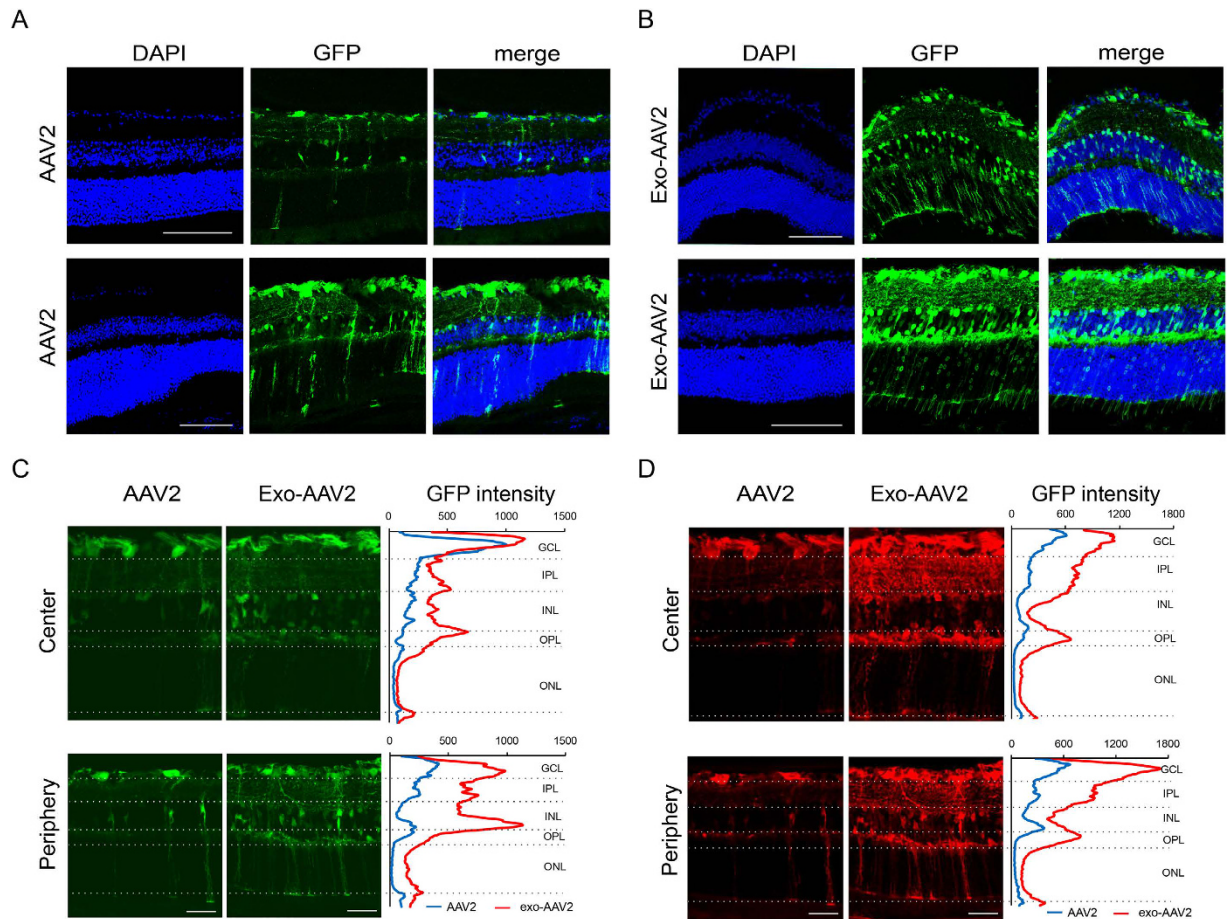 A
B
DAPI GFP merge
DAPI GFP merge
AAV2
Exo-AAV2
AAV2
Exo-AAV2
C
D
AAV2 Exo-AAV2 GFP intensity
AAV2 Exo-AAV2 GFP intensity
0 500 1000 1500
0 600 1200 1800
Center
GCL
IPL
INL
OPL
ONL
Center
GCL
IPL
INL
OPL
ONL
0 500 1000 1500
0 600 1200 1800
Periphery
GCL
IPL
INL
OPL
ONL
AAV2 exo-AAV2
Periphery
GCL
IPL
INL
OPL
ONL
AAV2 exo-AAV2